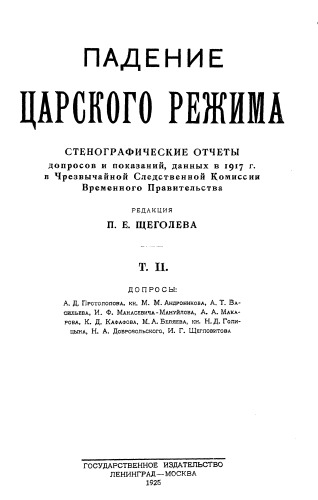 ПАДЕНИЕ
ЦАРСКОГО РЕЖИМА
СТЕНОГРАФИЧЕСКИЕ ОТЧЕТЫ
допросов и показаний, данных в 1917 г.
в Чрезвычайной Следственной Комиссии
Временного Правительства
РЕДАКЦИЯ
П. Е. ЩЕГОЛЕВА
Т. II.
ДОПРОСЫ:
А. Д. Протопопова, кн. М. М. Андроникова, А. Т. Ва-
сильева, И. Ф. Манасевича-Мануйлова, А. А. Мака-
рова, К. Д. Кафафова, М. А. Беляева, кн. Н. Д. Голи-
цына, Н. А. Добровольского, И. Г. Щегловитова
ГОСУДАРСТВЕННОЕ ИЗДАТЕЛЬСТВО
ЛЕНИНГРАД—МОСКВА
1925